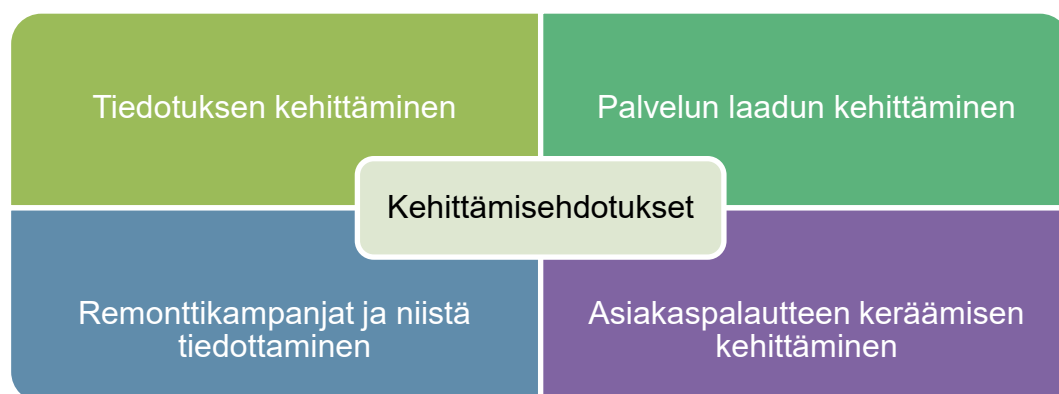 Tiedotuksen kehittäminen
Palvelun laadun kehittäminen
Kehittämisehdotukset
Remonttikampanjat ja niistä
tiedottaminen
Asiakaspalautteen keräämisen
kehittäminen